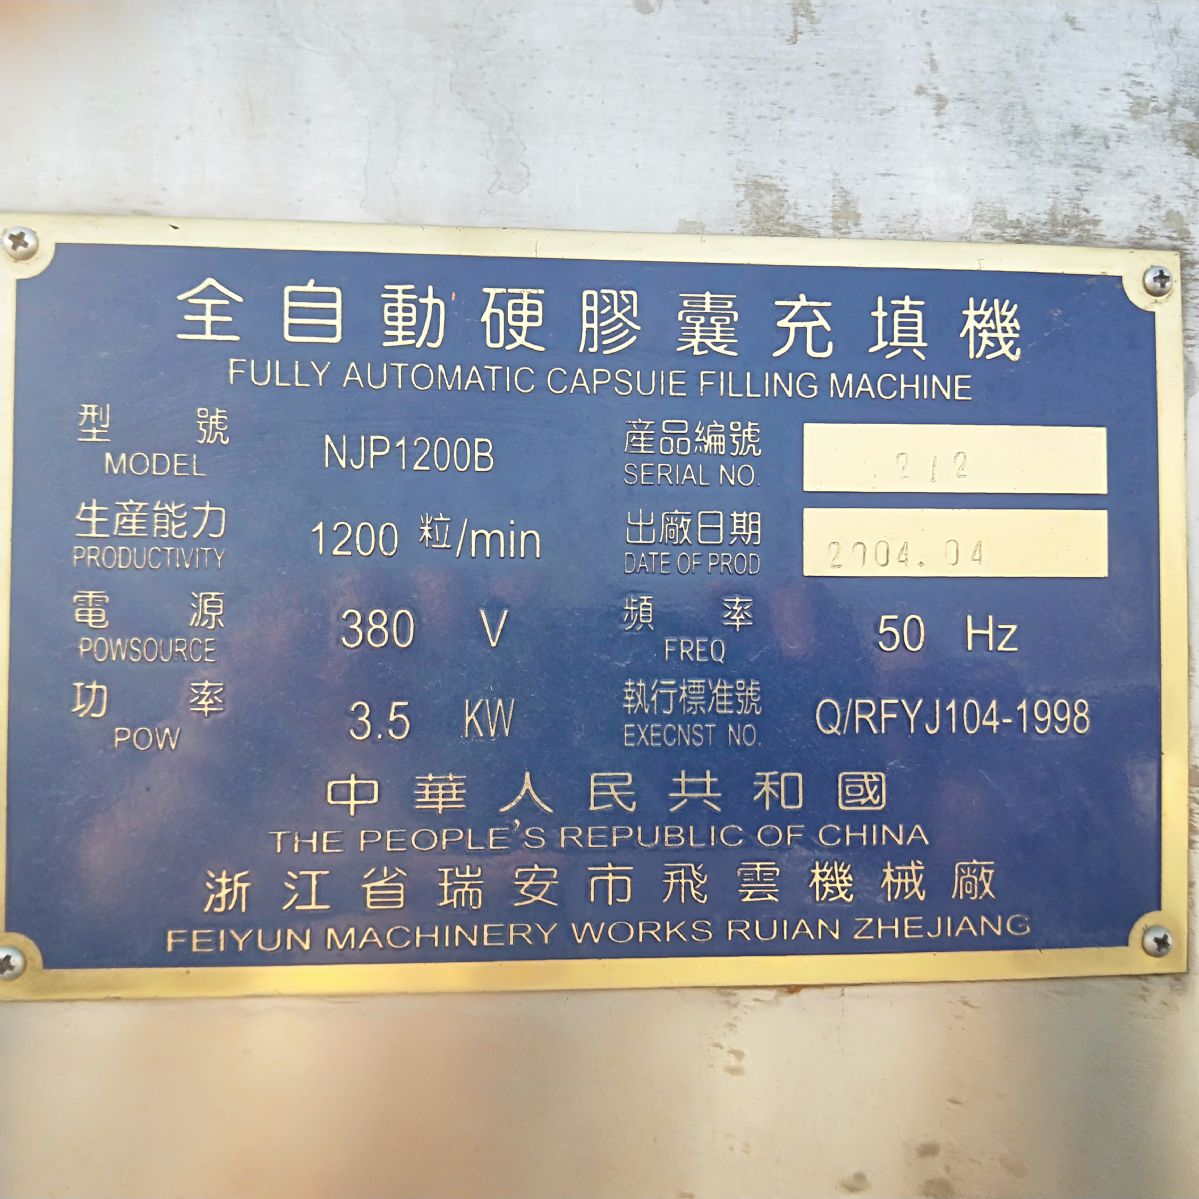 全自動硬膠囊充填機
FULLY AUTOMATIC CAPSUIE FILLING MACHINE
型號 MODEL NJP1200B
產品編號 SERIAL NO. 212
生產能力 PRODUCTIVITY 1200 粒/min
出廠日期 DATE OF PROD 2004.04
電源 POWSOURCE 380 V
頻率 FREQ 50 Hz
功率 POW 3.5 KW
執行標准號 EXECNST NO. Q/RFYJ104-1998
中華人民共和國
THE PEOPLE'S REPUBLIC OF CHINA
浙江省瑞安市飛雲機械廠
FEIYUN MACHINERY WORKS RUIAN ZHEJIANG